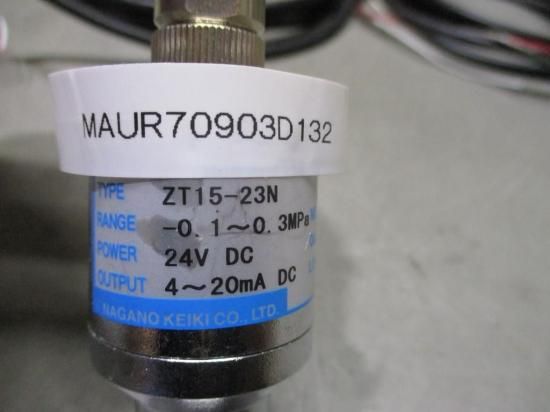 MAUR70903D132
TYPE ZT15-23N
RANGE -0.1~0.3MPa
POWER 24V DC
OUTPUT 4~20mA DC
NAGANO KEIKI CO., LTD.